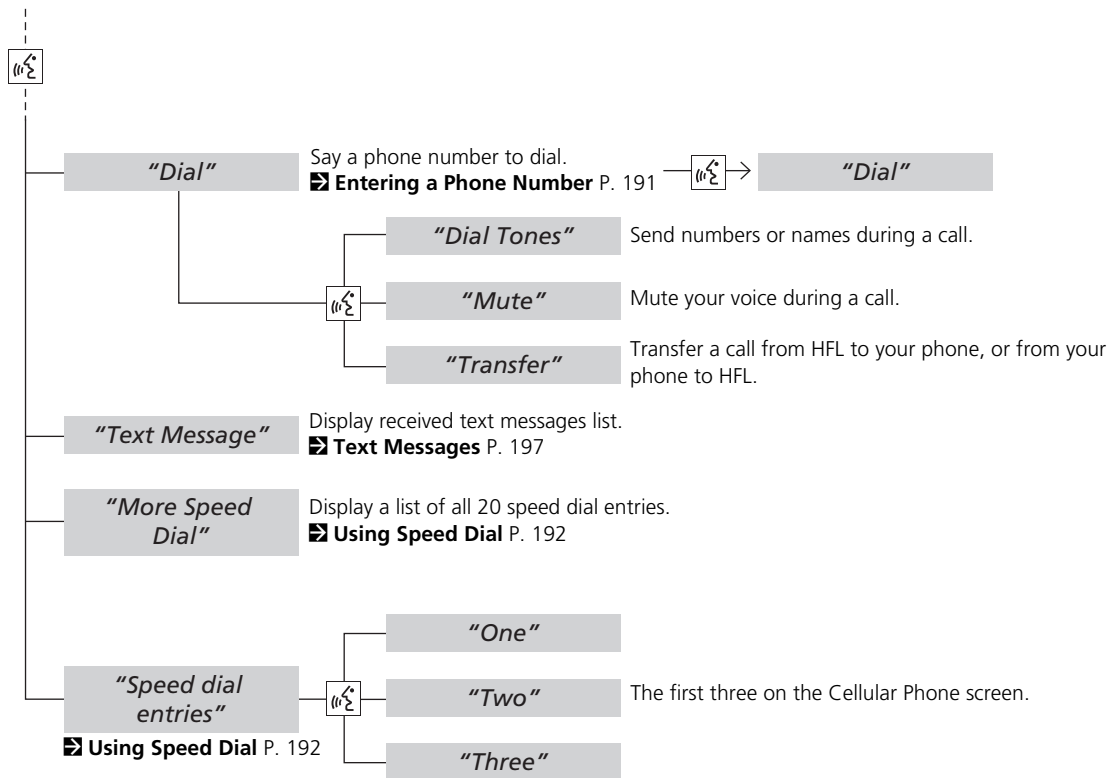 "Dial"
Say a phone number to dial.
Entering a Phone Number P. 191
"Dial"
"Dial Tones"
Send numbers or names during a call.
"Mute"
Mute your voice during a call.
"Transfer"
Transfer a call from HFL to your phone, or from your
phone to HFL.
"Text Message"
Display received text messages list.
Text Messages P. 197
"More Speed
Dial"
Display a list of all 20 speed dial entries.
Using Speed Dial P. 192
"Speed dial
entries"
Using Speed Dial P. 192
"One"
"Two"
The first three on the Cellular Phone screen.
"Three"